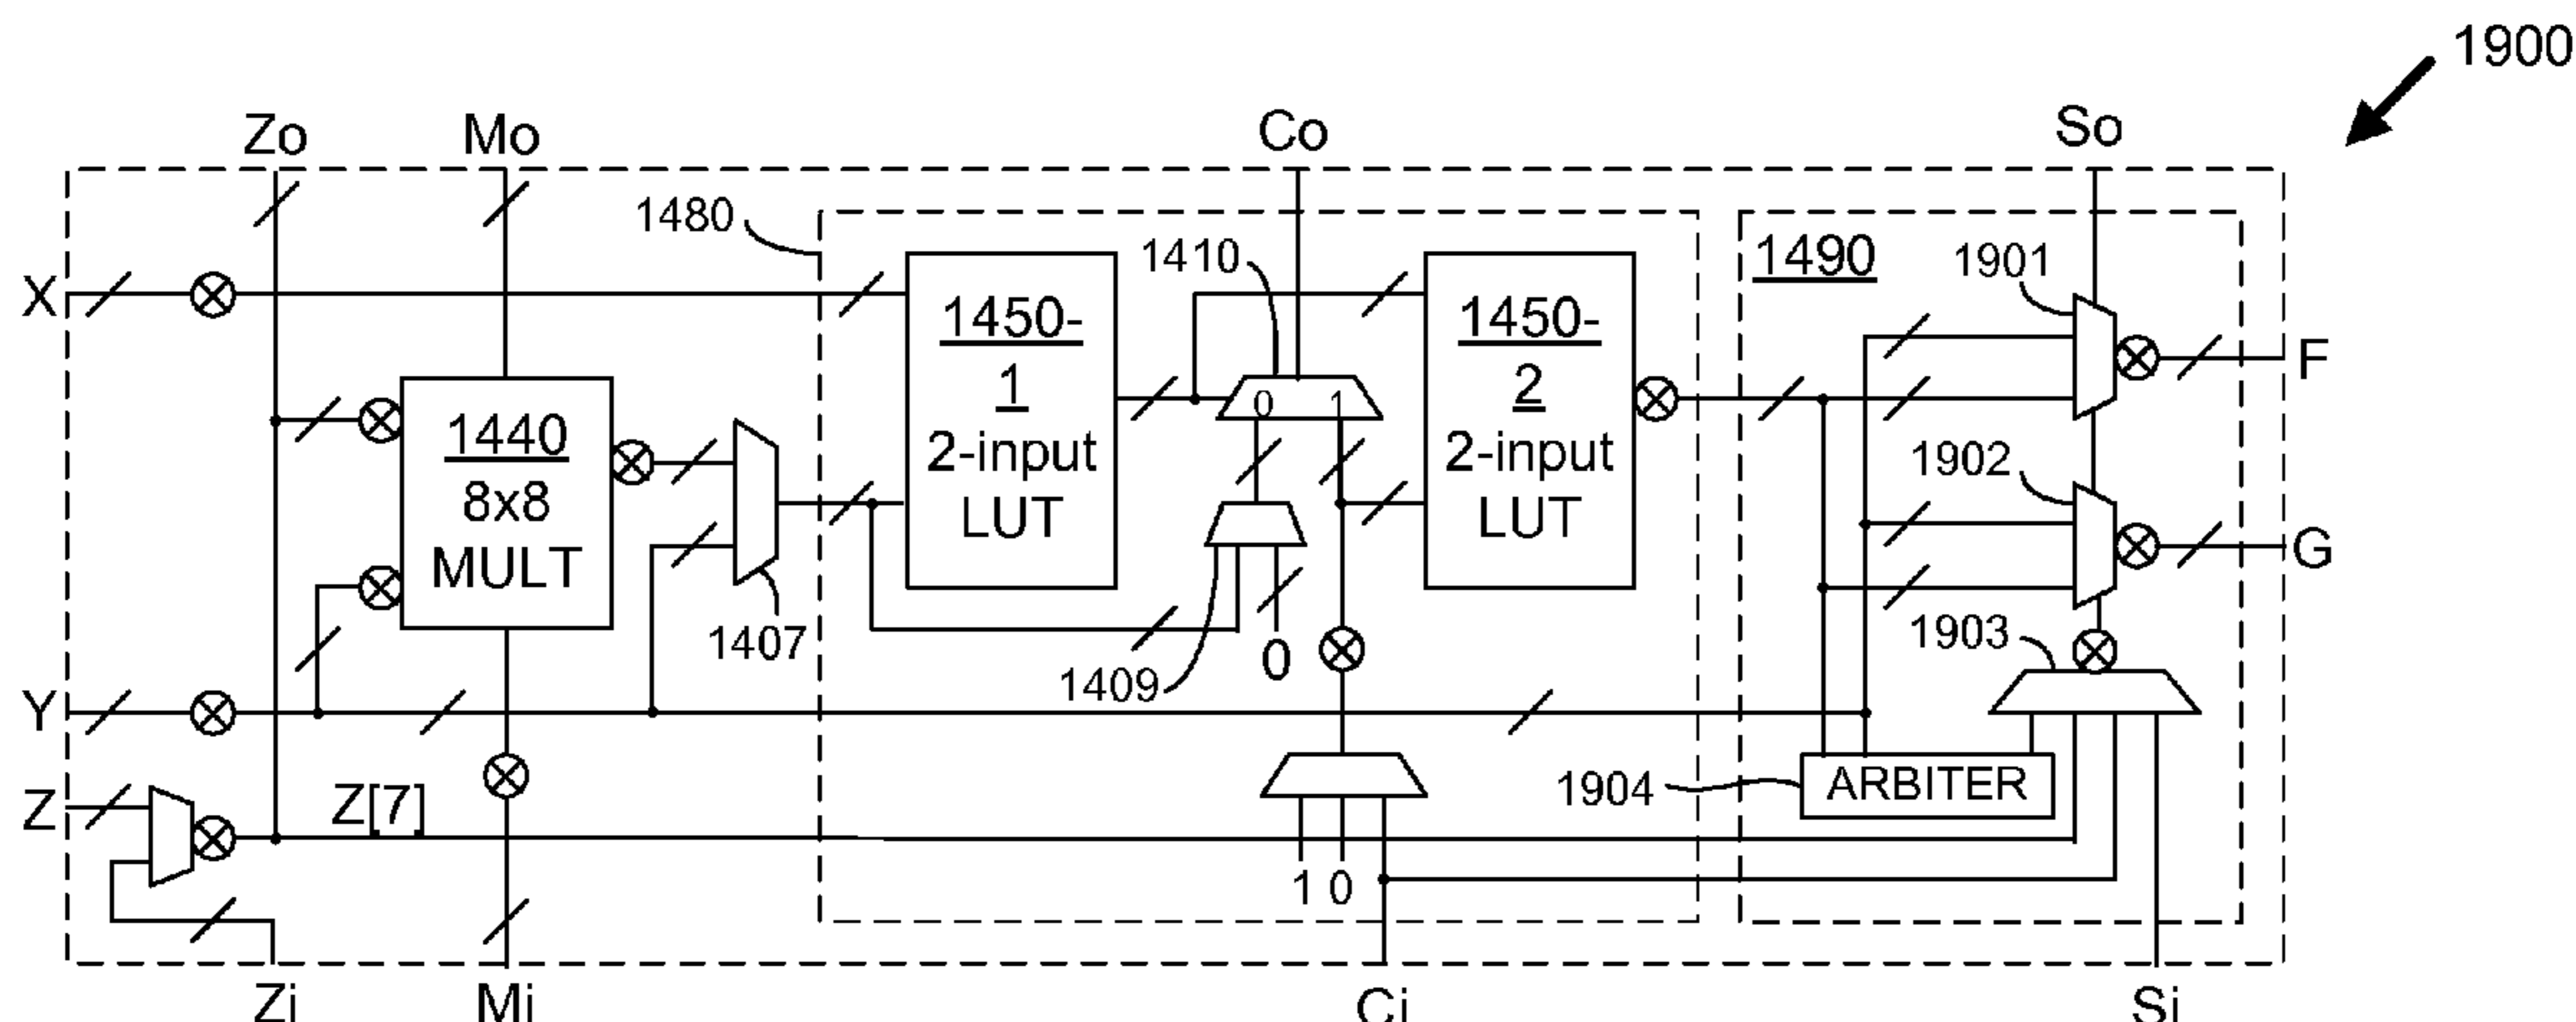 1900
Zo Mo Co So
1480
1410
1490
1901
X
1450-
1
2-input
LUT
1450-
2
2-input
LUT
F
0 1
1440
8x8
MULT
1902
G
1407
1409
0
1903
Y
Z
Z[7]
1904
ARBITER
1 0
Zi Mi Ci Si